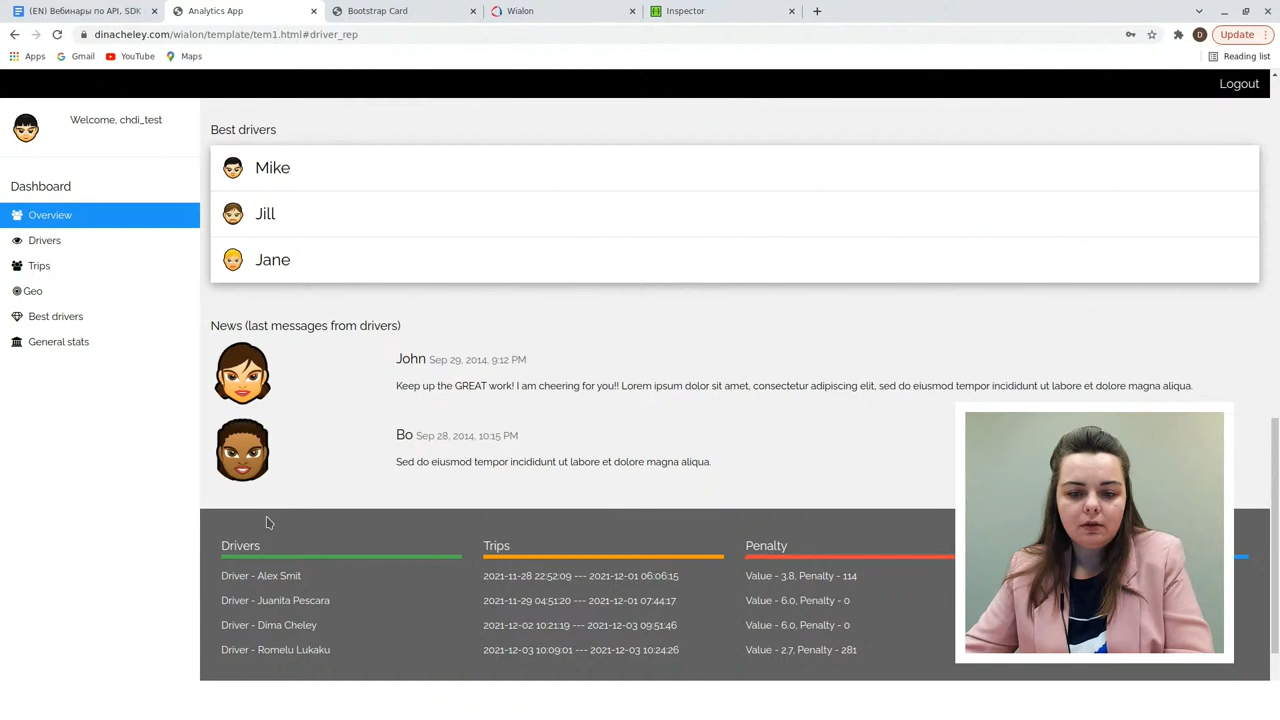 (EN) Вебинары по API, SDK
Analytics App
Bootstrap Card
Wialon
Inspector
dinacheley.com/wialon/template/tem1.html#driver_rep
D
Update
Apps
Gmail
YouTube
Maps
Reading list
Logout
Welcome, chdi_test
Dashboard
Overview
Drivers
Trips
Geo
Best drivers
General stats
Best drivers
Mike
Jill
Jane
News (last messages from drivers)
John Sep 29, 2014, 9:12 PM
Keep up the GREAT work! I am cheering for you!! Lorem ipsum dolor sit amet, consectetur adipiscing elit, sed do eiusmod tempor incididunt ut labore et dolore magna aliqua.
Bo Sep 28, 2014, 10:15 PM
Sed do eiusmod tempor incididunt ut labore et dolore magna aliqua.
Drivers Trips Penalty
Driver - Alex Smit 2021-11-28 22:52:09 --- 2021-12-01 06:06:15 Value - 3.8, Penalty - 114
Driver - Juanita Pescara 2021-11-29 04:51:20 --- 2021-12-01 07:44:17 Value - 6.0, Penalty - 0
Driver - Dima Cheley 2021-12-02 10:21:19 --- 2021-12-03 09:51:46 Value - 6.0, Penalty - 0
Driver - Romelu Lukaku 2021-12-03 10:09:01 --- 2021-12-03 10:24:26 Value - 2.7, Penalty - 281